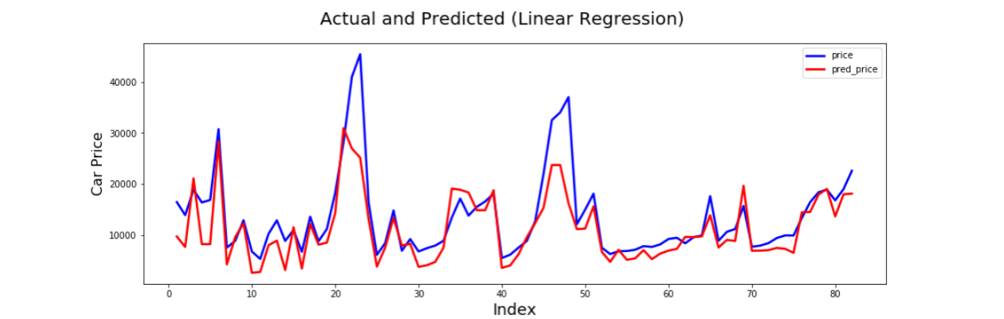 Actual and Predicted (Linear Regression)
price
pred_price
Car Price
40000
30000
20000
10000
0 10 20 30 40 50 60 70 80
Index